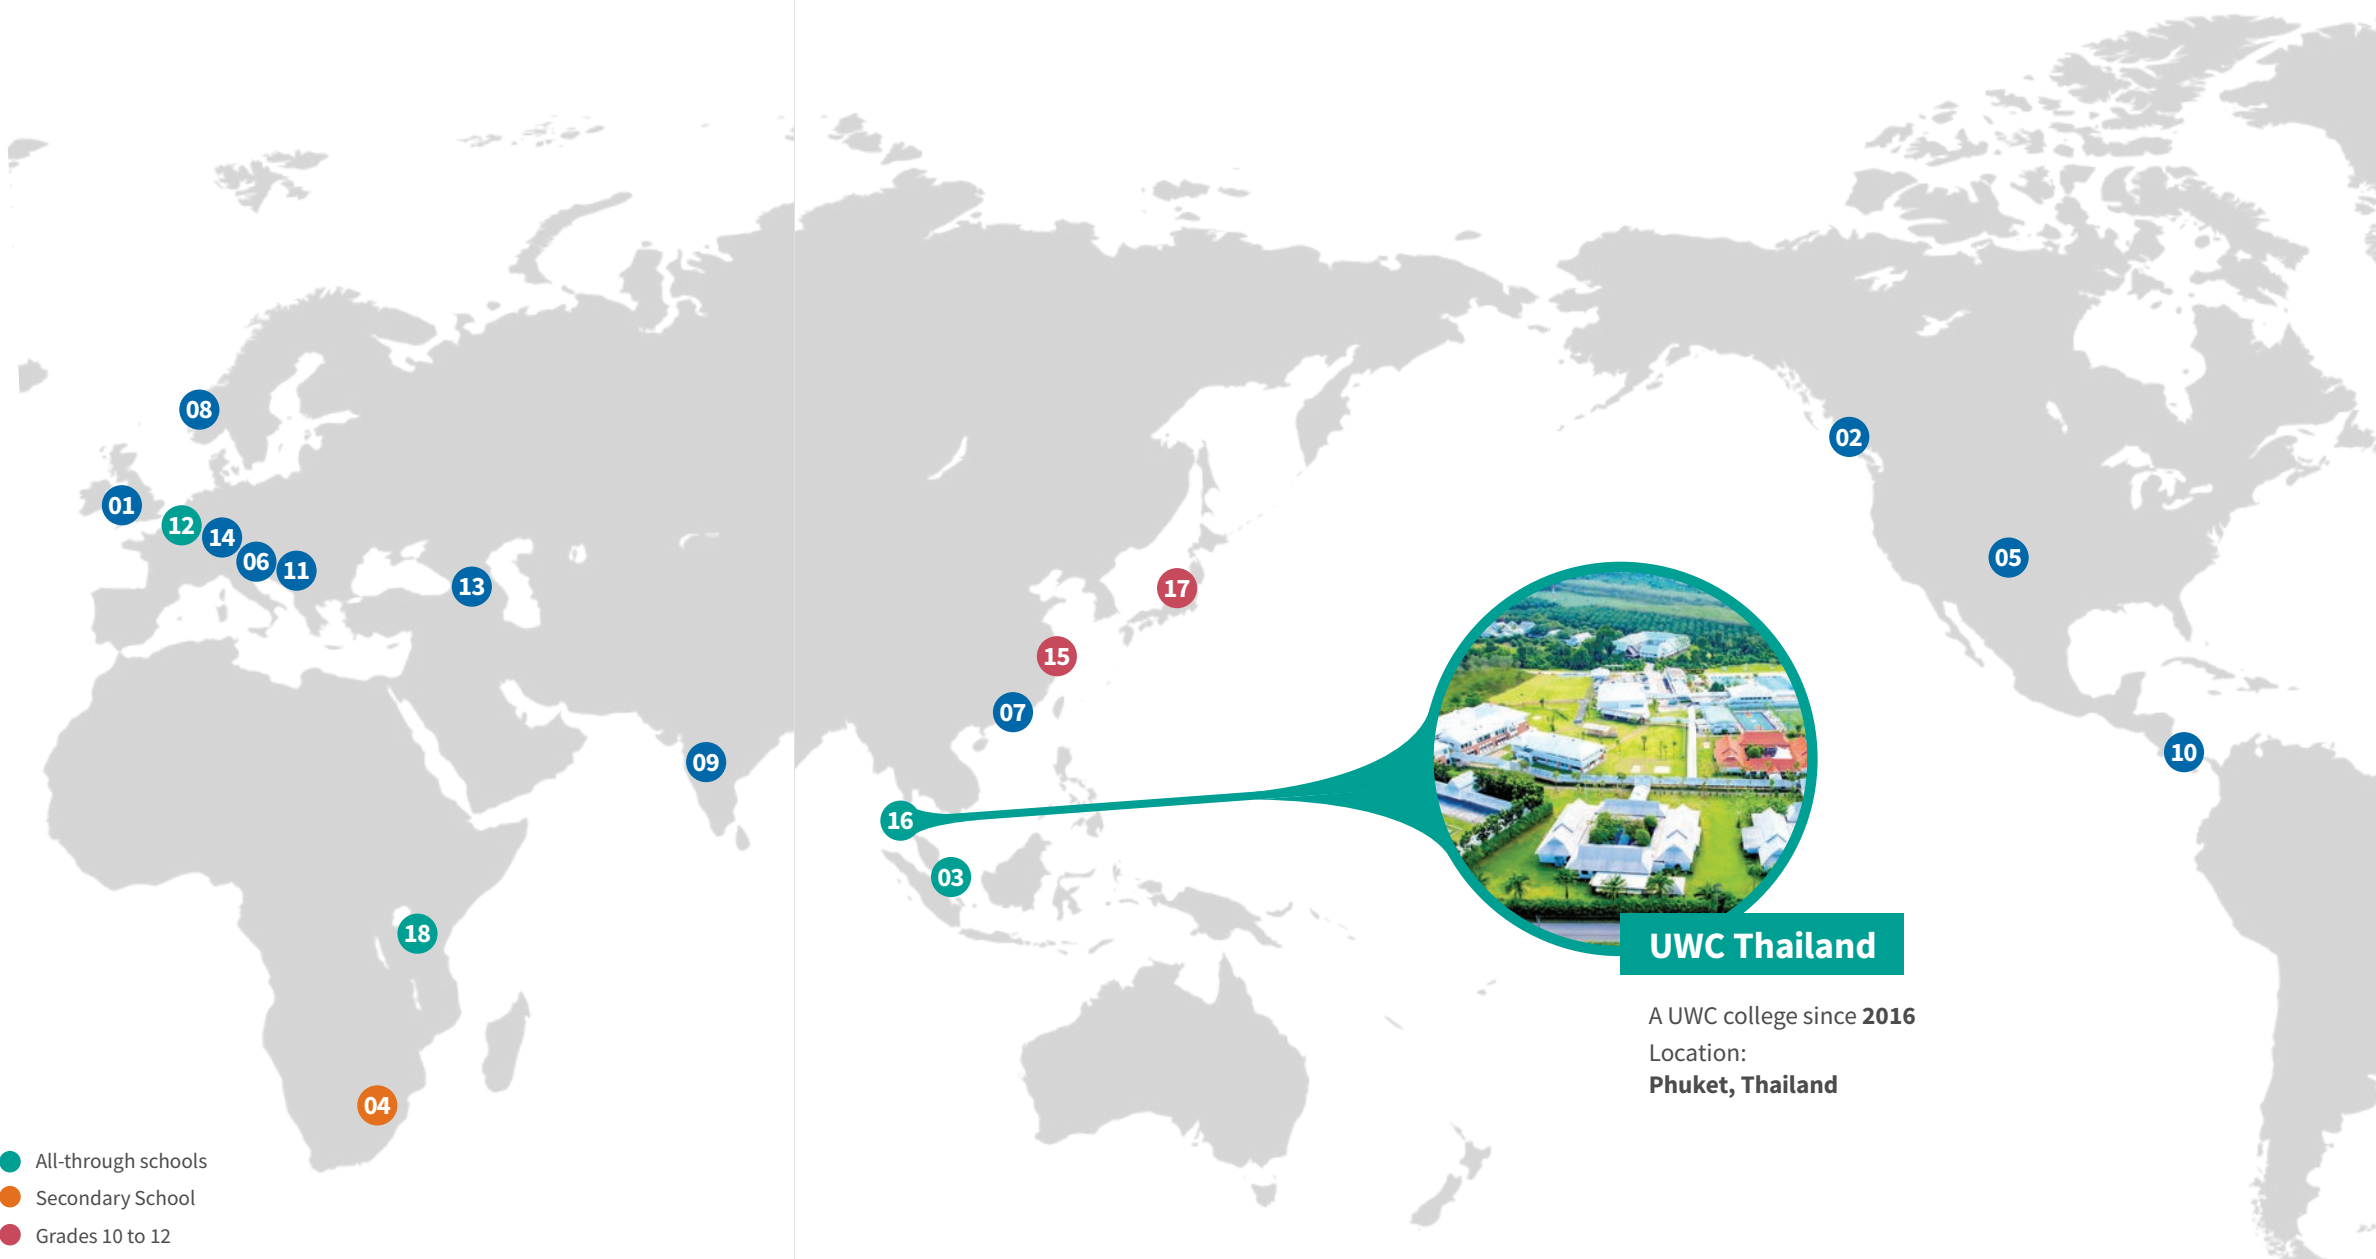 08
02
01
12
14
05
06
11
13
17
15
07
10
09
16
03
18
UWC Thailand
A UWC college since 2016
Location:
Phuket, Thailand
04
All-through schools
Secondary School
Grades 10 to 12